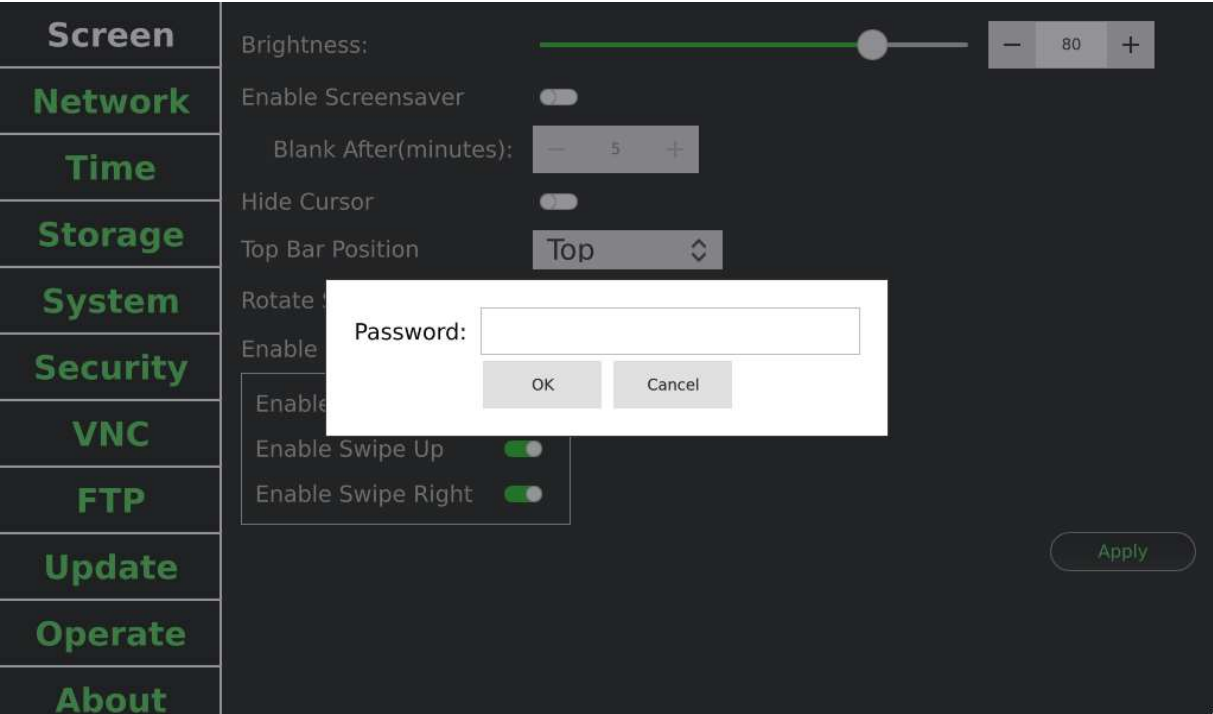 Screen
Network
Time
Storage
System
Security
VNC
FTP
Update
Operate
About
Brightness: − 80 +
Enable Screensaver
Blank After(minutes): − 5 +
Hide Cursor
Top Bar Position Top
Rotate
Enable
Password:
OK Cancel
Enable
Enable Swipe Up
Enable Swipe Right
Apply